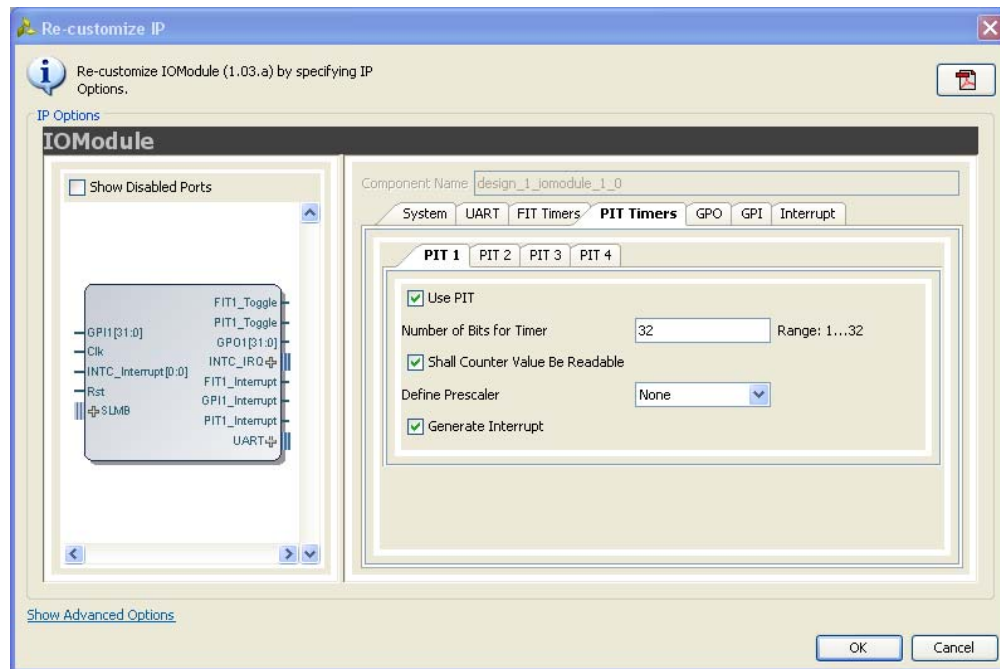 Re-customize IP
Re-customize IOModule (1.03.a) by specifying IP
Options.
IP Options
IOModule
Show Disabled Ports
FIT1_Toggle
PIT1_Toggle
GPI1[31:0]
GPO1[31:0]
Clk
INTC_IRQ
INTC_Interrupt[0:0]
FIT1_Interrupt
Rst
GPI1_Interrupt
SLMB
PIT1_Interrupt
UART
Component Name design_1_iomodule_1_0
System UART FIT Timers PIT Timers GPO GPI Interrupt
PIT 1 PIT 2 PIT 3 PIT 4
Use PIT
Number of Bits for Timer 32 Range: 1...32
Shall Counter Value Be Readable
Define Prescaler None
Generate Interrupt
Show Advanced Options
OK Cancel